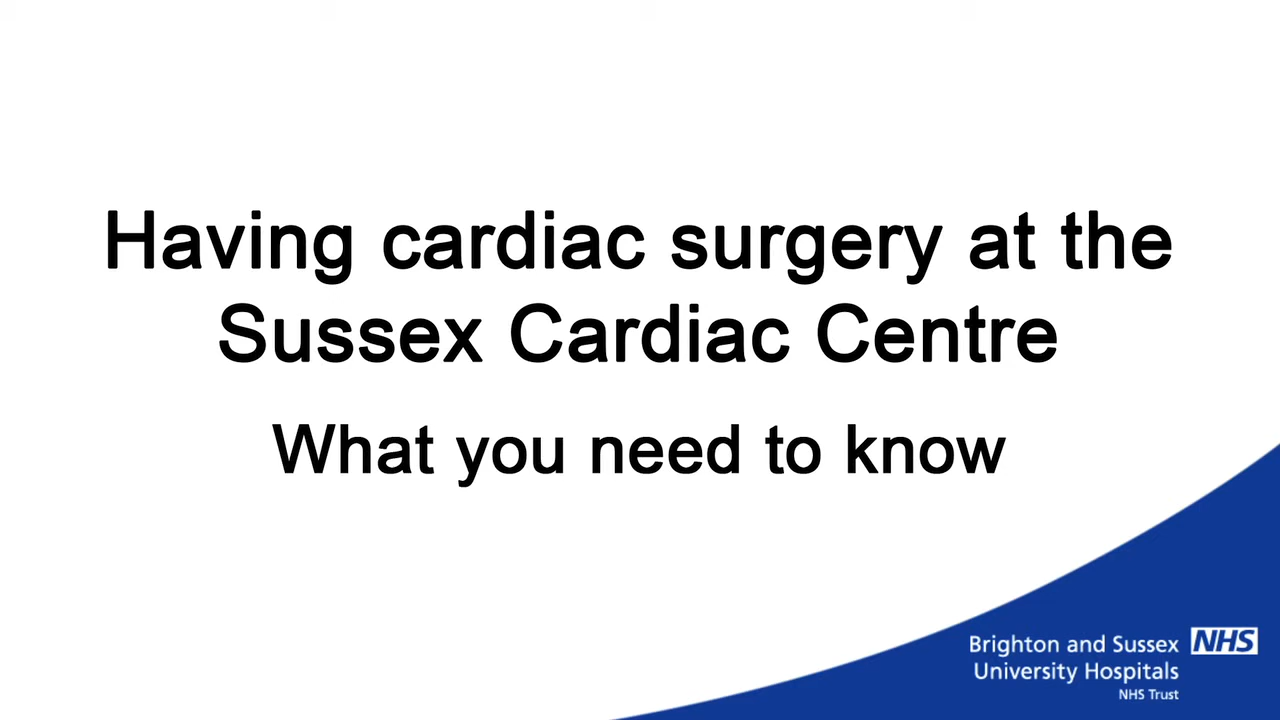 Having cardiac surgery at the
Sussex Cardiac Centre
What you need to know
Brighton and Sussex NHS
University Hospitals
NHS Trust